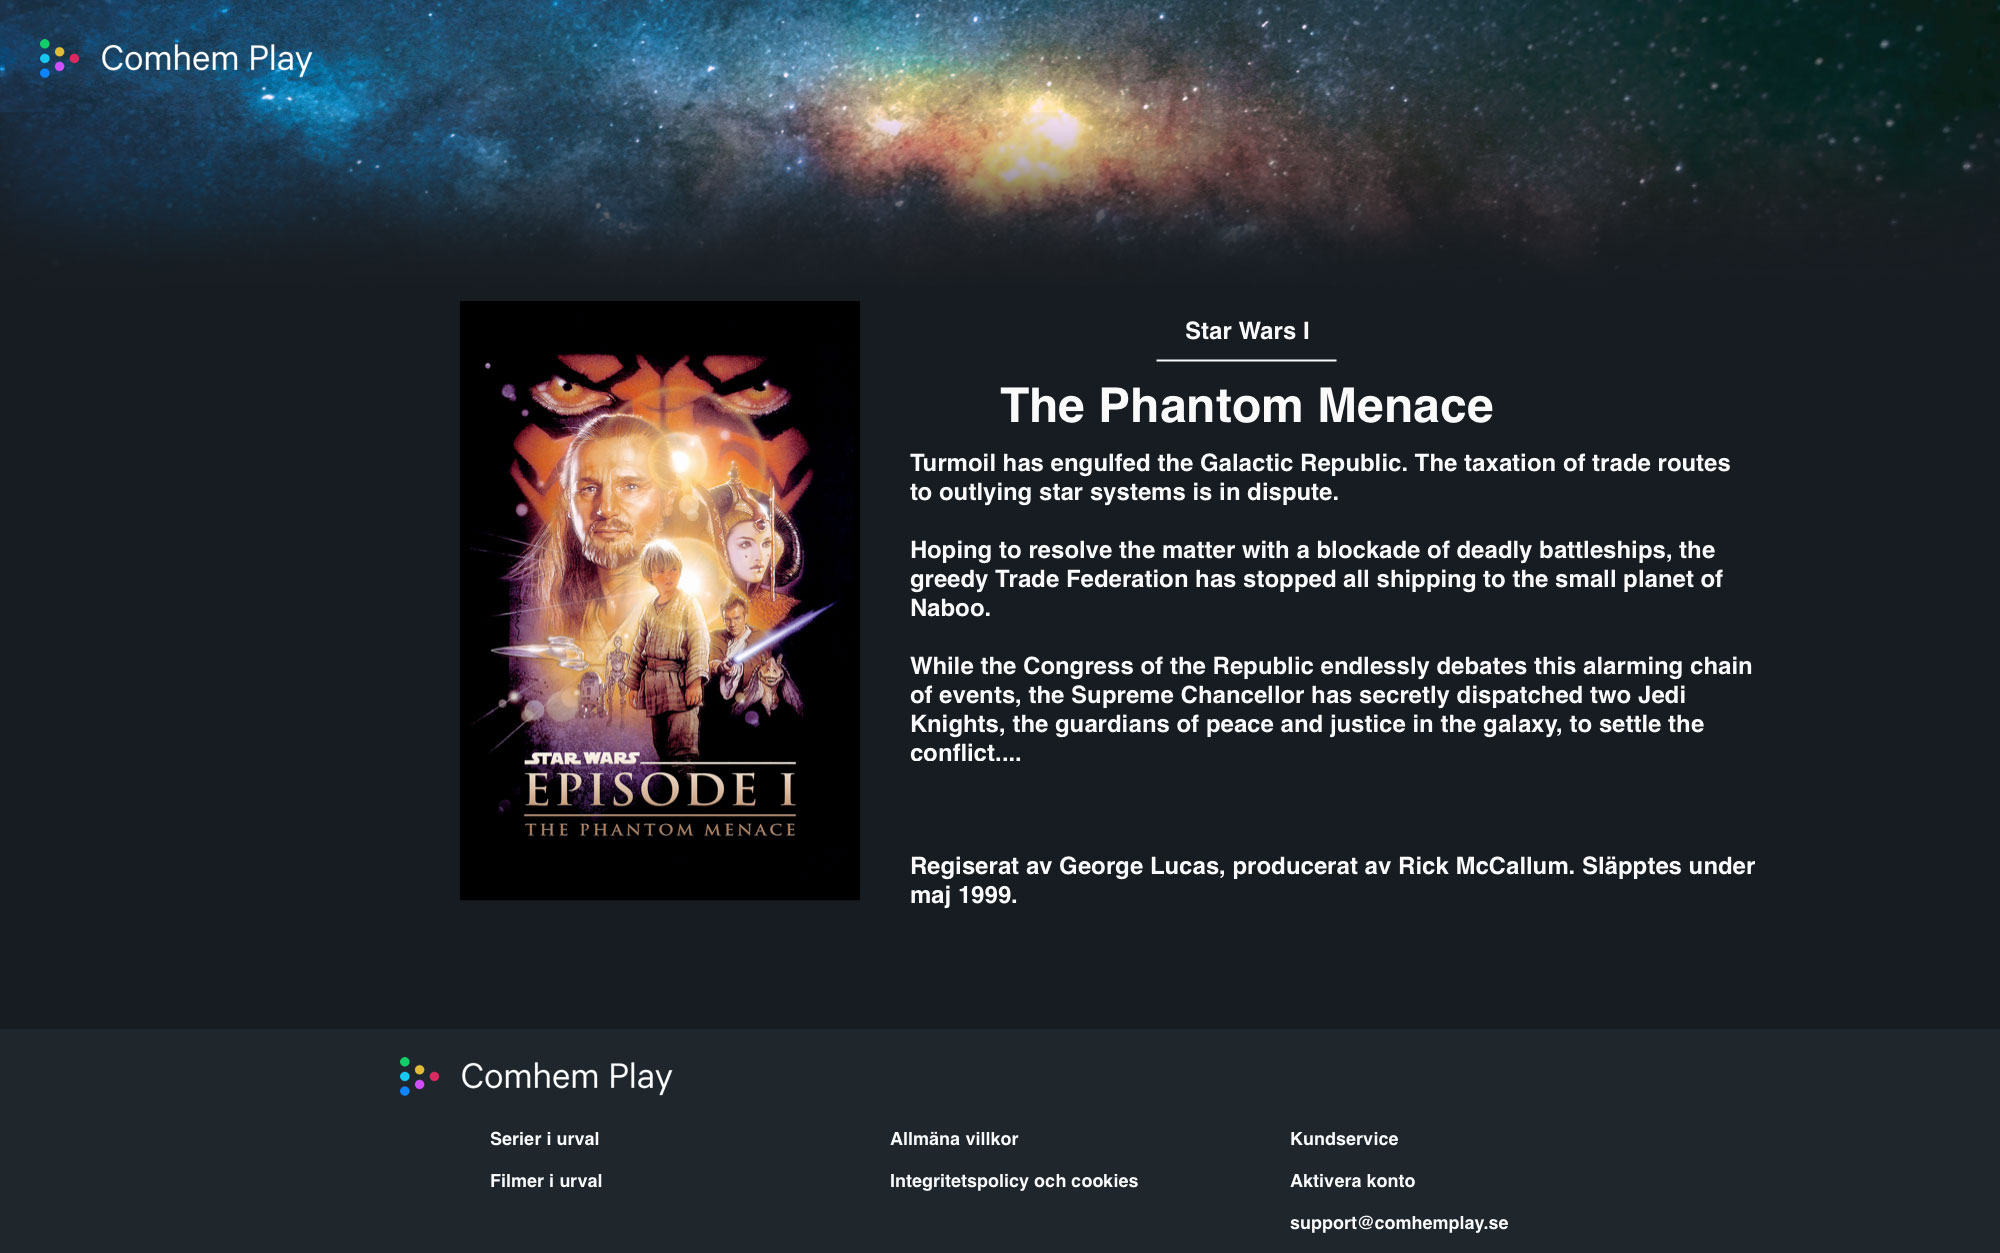 Comhem Play
STAR WARS
EPISODE I
THE PHANTOM MENACE
Star Wars I
The Phantom Menace
Turmoil has engulfed the Galactic Republic. The taxation of trade routes
to outlying star systems is in dispute.
Hoping to resolve the matter with a blockade of deadly battleships, the
greedy Trade Federation has stopped all shipping to the small planet of
Naboo.
While the Congress of the Republic endlessly debates this alarming chain
of events, the Supreme Chancellor has secretly dispatched two Jedi
Knights, the guardians of peace and justice in the galaxy, to settle the
conflict....
Regiserat av George Lucas, producerat av Rick McCallum. Släpptes under
maj 1999.
Comhem Play
Serier i urval
Filmer i urval
Allmäna villkor
Integritetspolicy och cookies
Kundservice
Aktivera konto
support@comhemplay.se